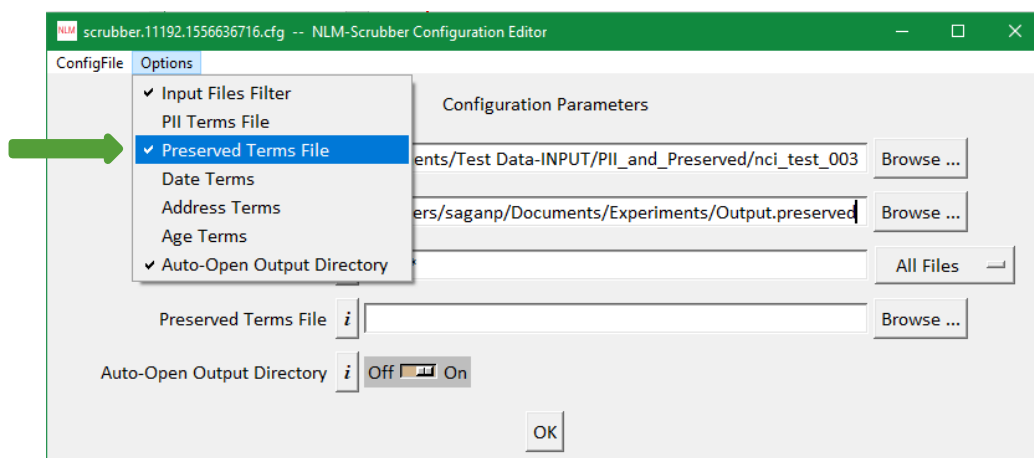 NLM scrubber.11192.1556636716.cfg -- NLM-Scrubber Configuration Editor
ConfigFile Options
Input Files Filter
PII Terms File
Preserved Terms File
Date Terms
Address Terms
Age Terms
Auto-Open Output Directory
Configuration Parameters
ents/Test Data-INPUT/PII_and_Preserved/nci_test_003 Browse ...
ers/saganp/Documents/Experiments/Output.preserved Browse ...
* All Files
Preserved Terms File i Browse ...
Auto-Open Output Directory i Off On
OK